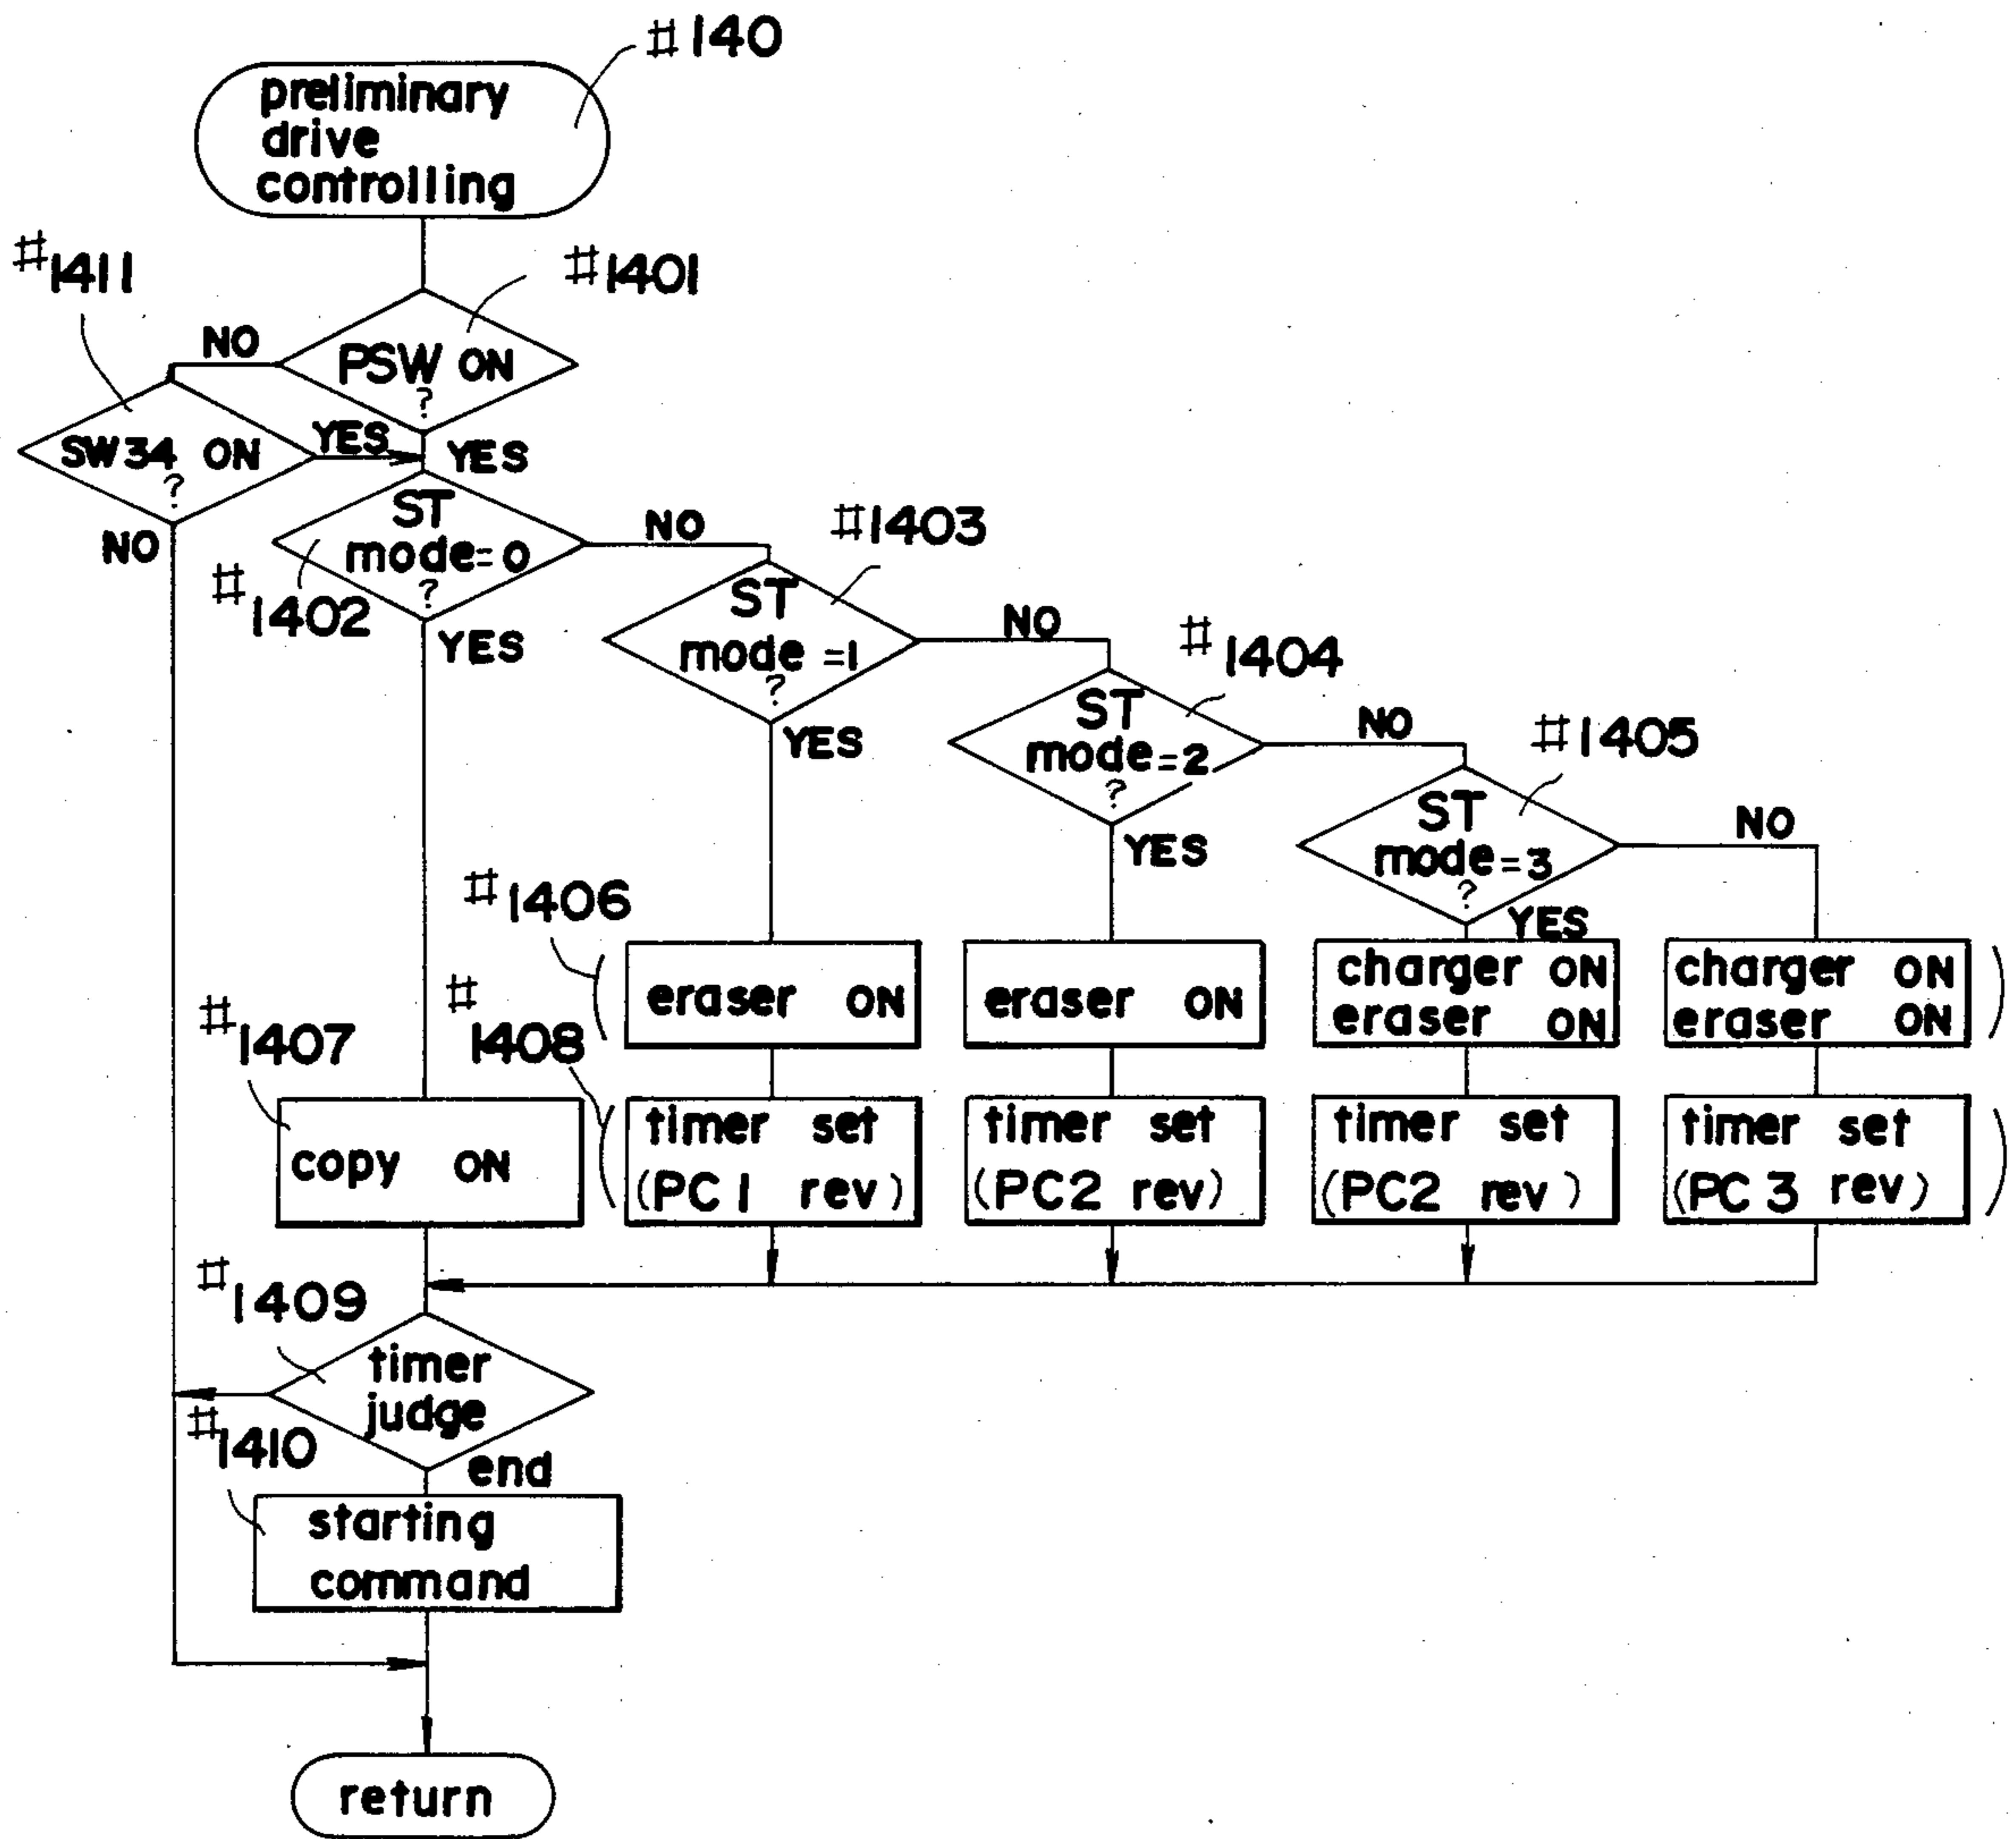 #140
preliminary
drive
controlling
#1411
#1401
NO
PSW ON
?
SW34 ON
?
YES
YES
NO
ST
mode=0
?
#1402
NO
#1403
YES
ST
mode=1
?
NO
#1404
YES
ST
mode=2
?
NO
#1405
YES
ST
mode=3
?
NO
YES
#1406
eraser ON
eraser ON
charger ON
eraser ON
charger ON
eraser ON
#1407
#1408
copy ON
timer set
(PC1 rev)
timer set
(PC2 rev)
timer set
(PC2 rev)
timer set
(PC3 rev)
#1409
timer
judge
#1410
end
starting
command
return